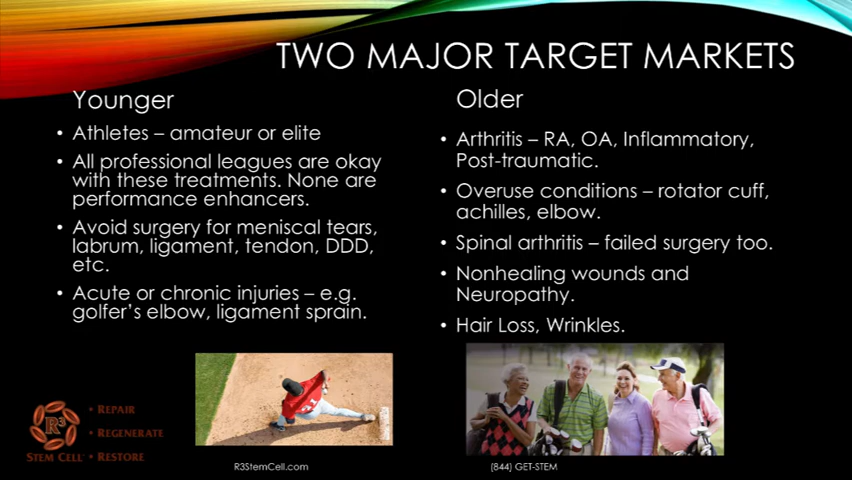 TWO MAJOR TARGET MARKETS
Younger
• Athletes – amateur or elite
• All professional leagues are okay
with these treatments. None are
performance enhancers.
• Avoid surgery for meniscal tears,
labrum, ligament, tendon, DDD,
etc.
• Acute or chronic injuries – e.g.
golfer's elbow, ligament sprain.
Older
• Arthritis – RA, OA, Inflammatory,
Post-traumatic.
• Overuse conditions – rotator cuff,
achilles, elbow.
• Spinal arthritis – failed surgery too.
• Nonhealing wounds and
Neuropathy.
• Hair Loss, Wrinkles.
R3
STEM CELL
• REPAIR
• REGENERATE
• RESTORE
R3StemCell.com
(844) GET-STEM